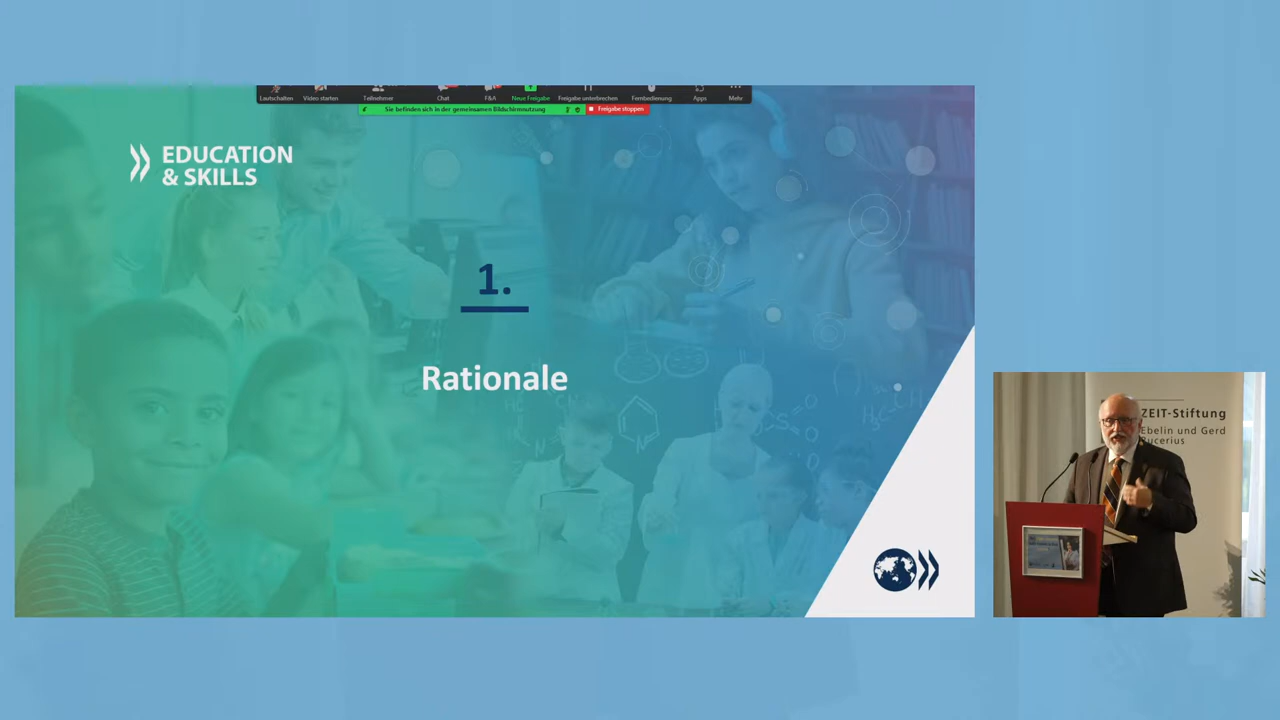 Lautschalten Video starten Teilnehmer Chat F&A Neue Freigabe Freigabe unterbrechen Fernbedienung Apps Mehr
Sie befinden sich in der gemeinsamen Bildschirmnutzung Freigabe stoppen
EDUCATION
& SKILLS
1.
Rationale
ZEIT-Stiftung
Ebelin und Gerd
Bucerius